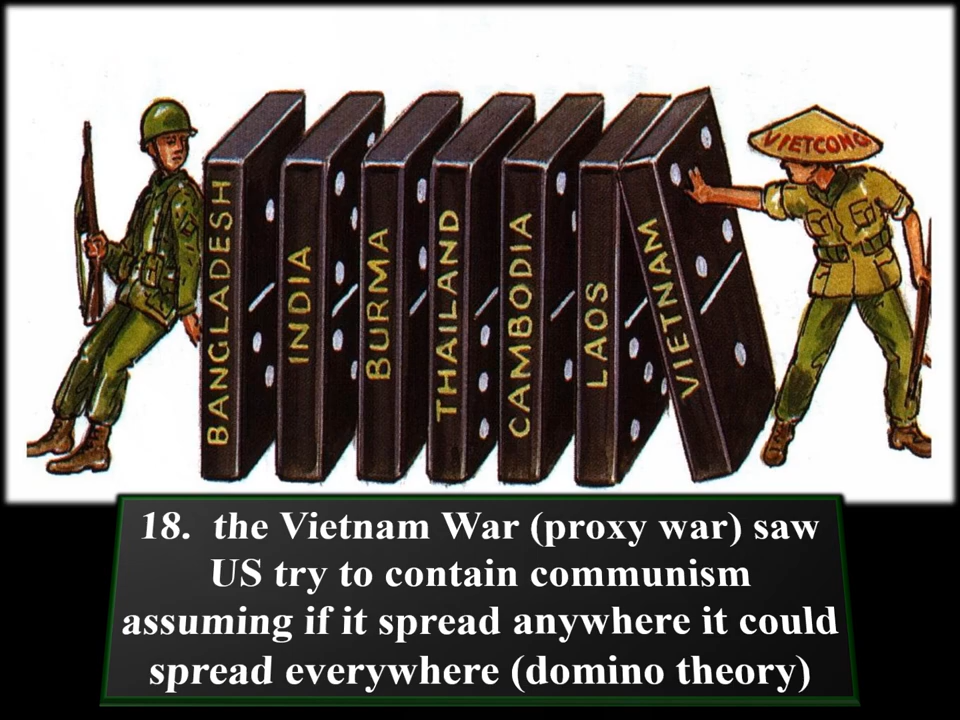 VIETCONG
BANGLADESH
INDIA
BURMA
THAILAND
CAMBODIA
LAOS
VIETNAM
18. the Vietnam War (proxy war) saw
US try to contain communism
assuming if it spread anywhere it could
spread everywhere (domino theory)